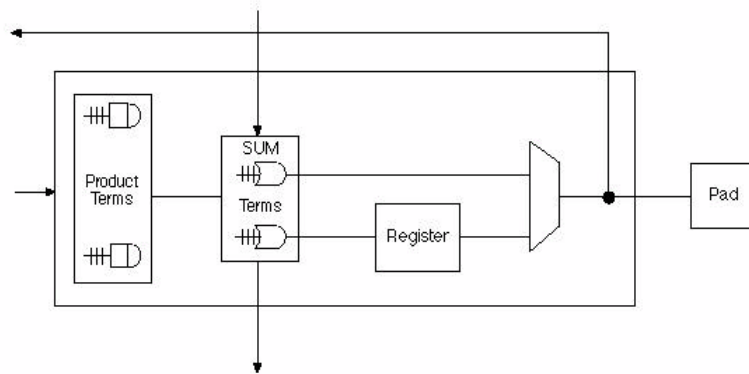 SUM
Product
Terms
Terms
Register
Pad